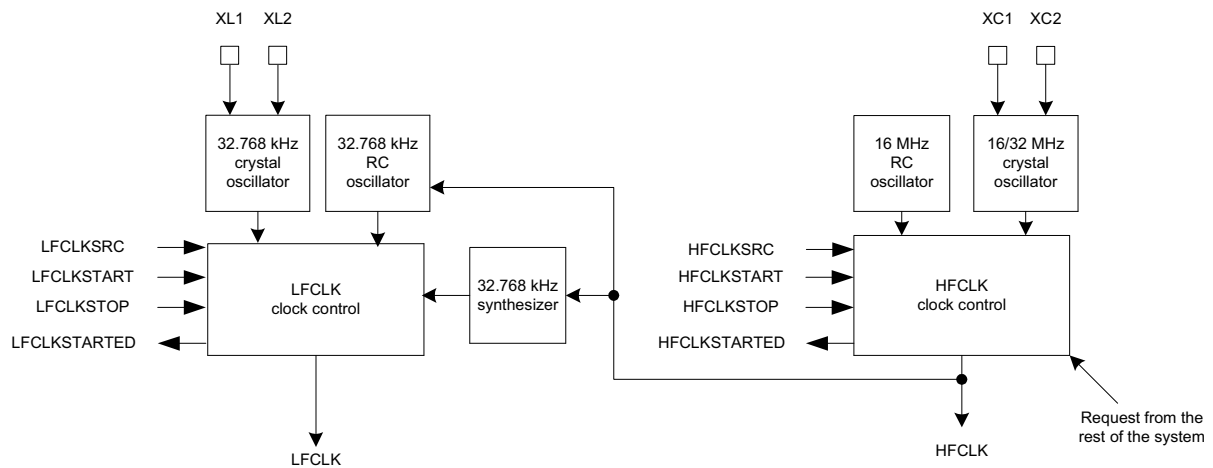 XL1
XL2
XC1
XC2
32.768 kHz
crystal
oscillator
32.768 kHz
RC
oscillator
16 MHz
RC
oscillator
16/32 MHz
crystal
oscillator
LFCLKSRC
LFCLKSTART
LFCLKSTOP
LFCLKSTARTED
LFCLK
clock control
32.768 kHz
synthesizer
HFCLKSRC
HFCLKSTART
HFCLKSTOP
HFCLKSTARTED
HFCLK
clock control
Request from the
rest of the system
LFCLK
HFCLK